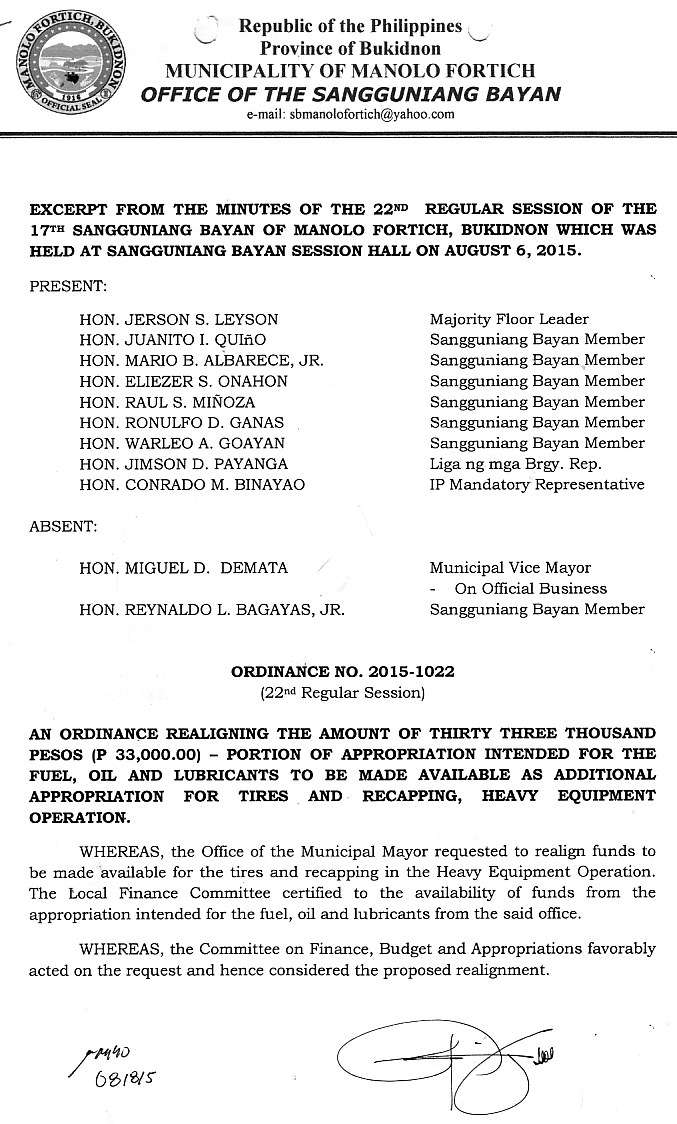 MANOLO FORTICH, BUKIDNON
1914
OFFICIAL SEAL
Republic of the Philippines
Province of Bukidnon
MUNICIPALITY OF MANOLO FORTICH
OFFICE OF THE SANGGUNIANG BAYAN
e-mail: sbmanolofortich@yahoo.com
EXCERPT FROM THE MINUTES OF THE 22ND REGULAR SESSION OF THE
17TH SANGGUNIANG BAYAN OF MANOLO FORTICH, BUKIDNON WHICH WAS
HELD AT SANGGUNIANG BAYAN SESSION HALL ON AUGUST 6, 2015.
PRESENT:
HON. JERSON S. LEYSON Majority Floor Leader
HON. JUANITO I. QUIñO Sangguniang Bayan Member
HON. MARIO B. ALBARECE, JR. Sangguniang Bayan Member
HON. ELIEZER S. ONAHON Sangguniang Bayan Member
HON. RAUL S. MIÑOZA Sangguniang Bayan Member
HON. RONULFO D. GANAS Sangguniang Bayan Member
HON. WARLEO A. GOAYAN Sangguniang Bayan Member
HON. JIMSON D. PAYANGA Liga ng mga Brgy. Rep.
HON. CONRADO M. BINAYAO IP Mandatory Representative
ABSENT:
HON. MIGUEL D. DEMATA Municipal Vice Mayor
- On Official Business
HON. REYNALDO L. BAGAYAS, JR. Sangguniang Bayan Member
ORDINANCE NO. 2015-1022
(22nd Regular Session)
AN ORDINANCE REALIGNING THE AMOUNT OF THIRTY THREE THOUSAND
PESOS (P 33,000.00) – PORTION OF APPROPRIATION INTENDED FOR THE
FUEL, OIL AND LUBRICANTS TO BE MADE AVAILABLE AS ADDITIONAL
APPROPRIATION FOR TIRES AND RECAPPING, HEAVY EQUIPMENT
OPERATION.
WHEREAS, the Office of the Municipal Mayor requested to realign funds to
be made available for the tires and recapping in the Heavy Equipment Operation.
The Local Finance Committee certified to the availability of funds from the
appropriation intended for the fuel, oil and lubricants from the said office.
WHEREAS, the Committee on Finance, Budget and Appropriations favorably
acted on the request and hence considered the proposed realignment.